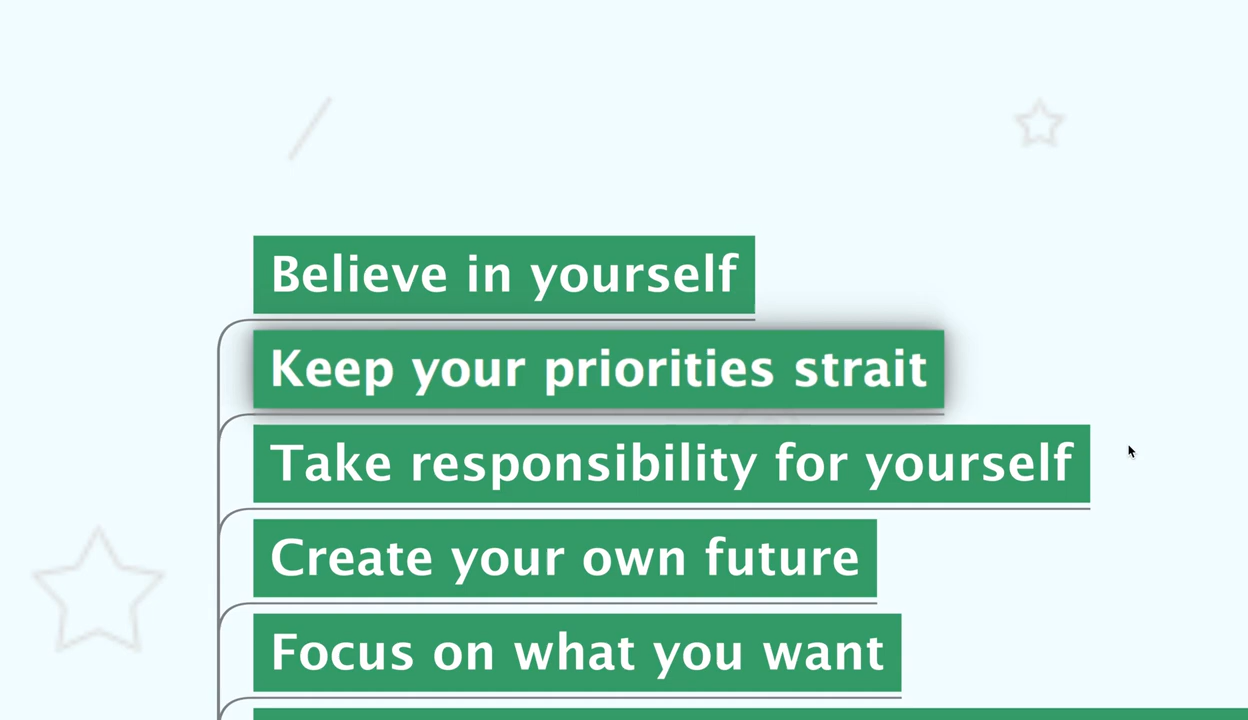 Believe in yourself
Keep your priorities strait
Take responsibility for yourself
Create your own future
Focus on what you want